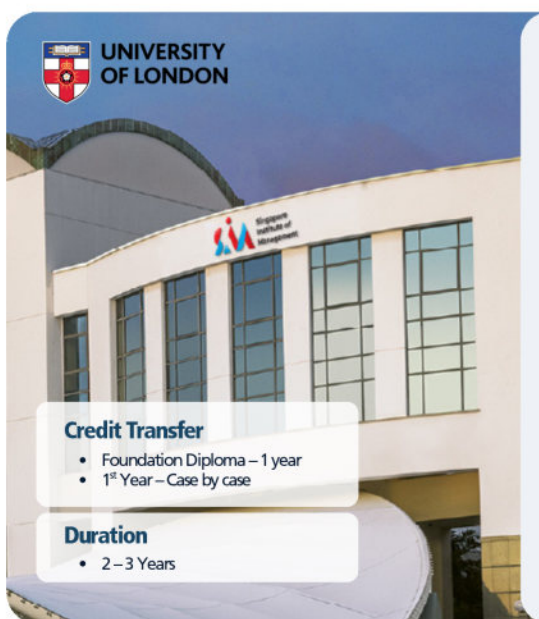 UNIVERSITY
OF LONDON
Singapore
Institute of
Management
Credit Transfer
• Foundation Diploma – 1 year
• 1st Year – Case by case
Duration
• 2 – 3 Years